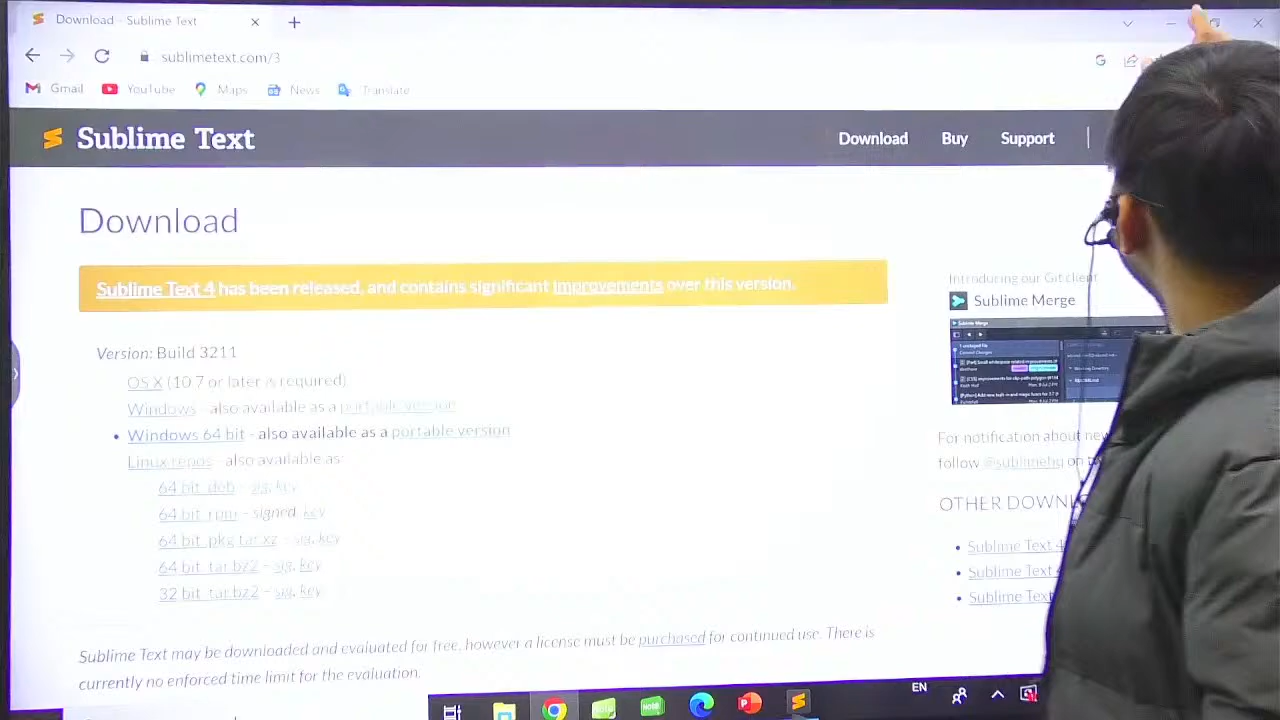 Download - Sublime Text
sublimetext.com/3
Gmail YouTube Maps News Translate
Sublime Text
Download Buy Support
Download
Sublime Text 4 has been released, and contains significant improvements over this version.
Version: Build 3211
OS X (10.7 or later is required)
Windows - also available as a portable version
Windows 64 bit - also available as a portable version
Linux repos - also available as:
64 bit .deb - sig, key
64 bit .rpm - signed, key
64 bit .pkg.tar.xz - sig, key
64 bit .tar.bz2 - sig, key
32 bit .tar.bz2 - sig, key
Sublime Text may be downloaded and evaluated for free, however a license must be purchased for continued use. There is
currently no enforced time limit for the evaluation.
Introducing our Git client
Sublime Merge
For notification about new
follow @sublimehq on
OTHER DOWNL
Sublime Text 4
Sublime Text
Sublime Text
EN